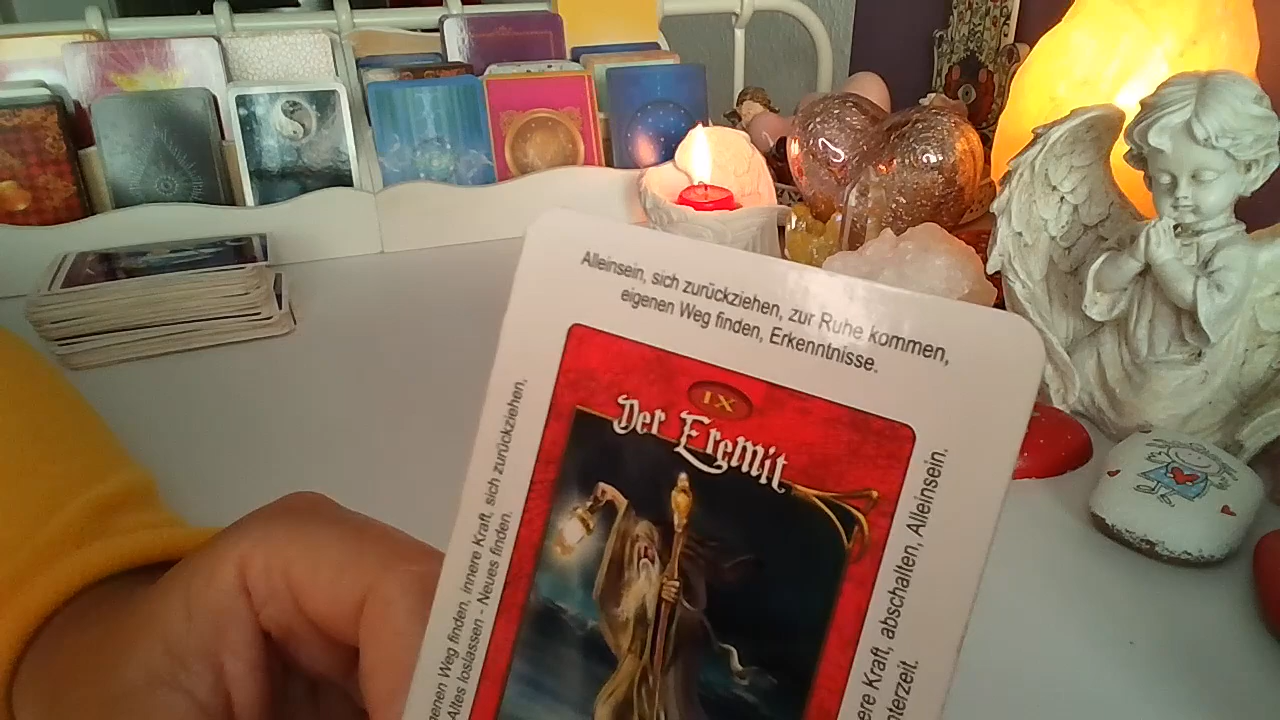 Alleinsein, sich zurückziehen, zur Ruhe kommen,
eigenen Weg finden, Erkenntnisse.
IX
Der Eremit
Weg finden, innere Kraft, sich zurückziehen,
Altes loslassen - Neues finden.
Kraft, abschalten, Alleinsein.